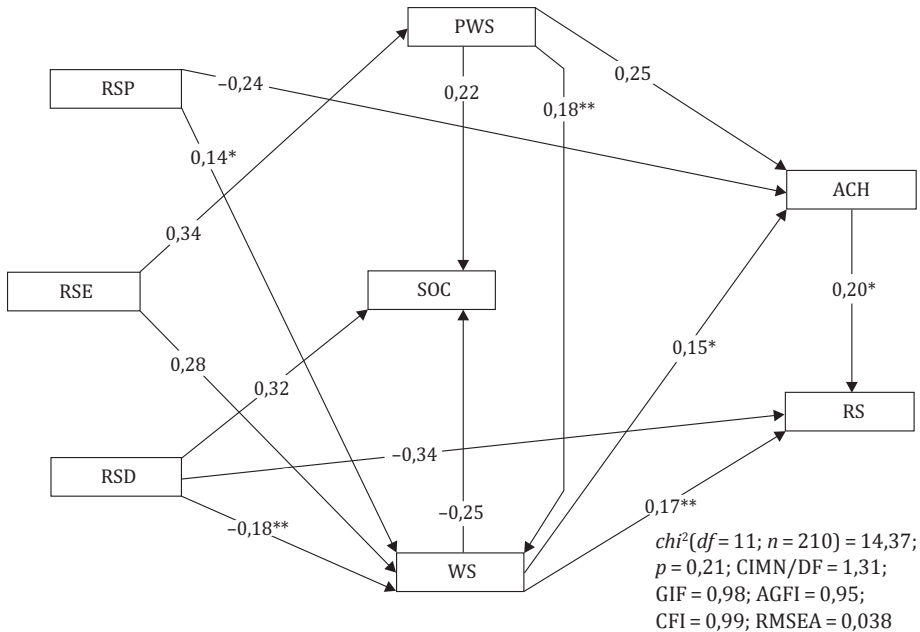 PWS
RSP
−0,24
0,25
0,22
0,18**
0,14*
ACH
0,34
RSE
SOC
0,20*
0,15*
0,28
0,32
RS
RSD
−0,34
−0,18**
−0,25
0,17**
WS
chi²(df = 11; n = 210) = 14,37;
p = 0,21; CIMN/DF = 1,31;
GIF = 0,98; AGFI = 0,95;
CFI = 0,99; RMSEA = 0,038